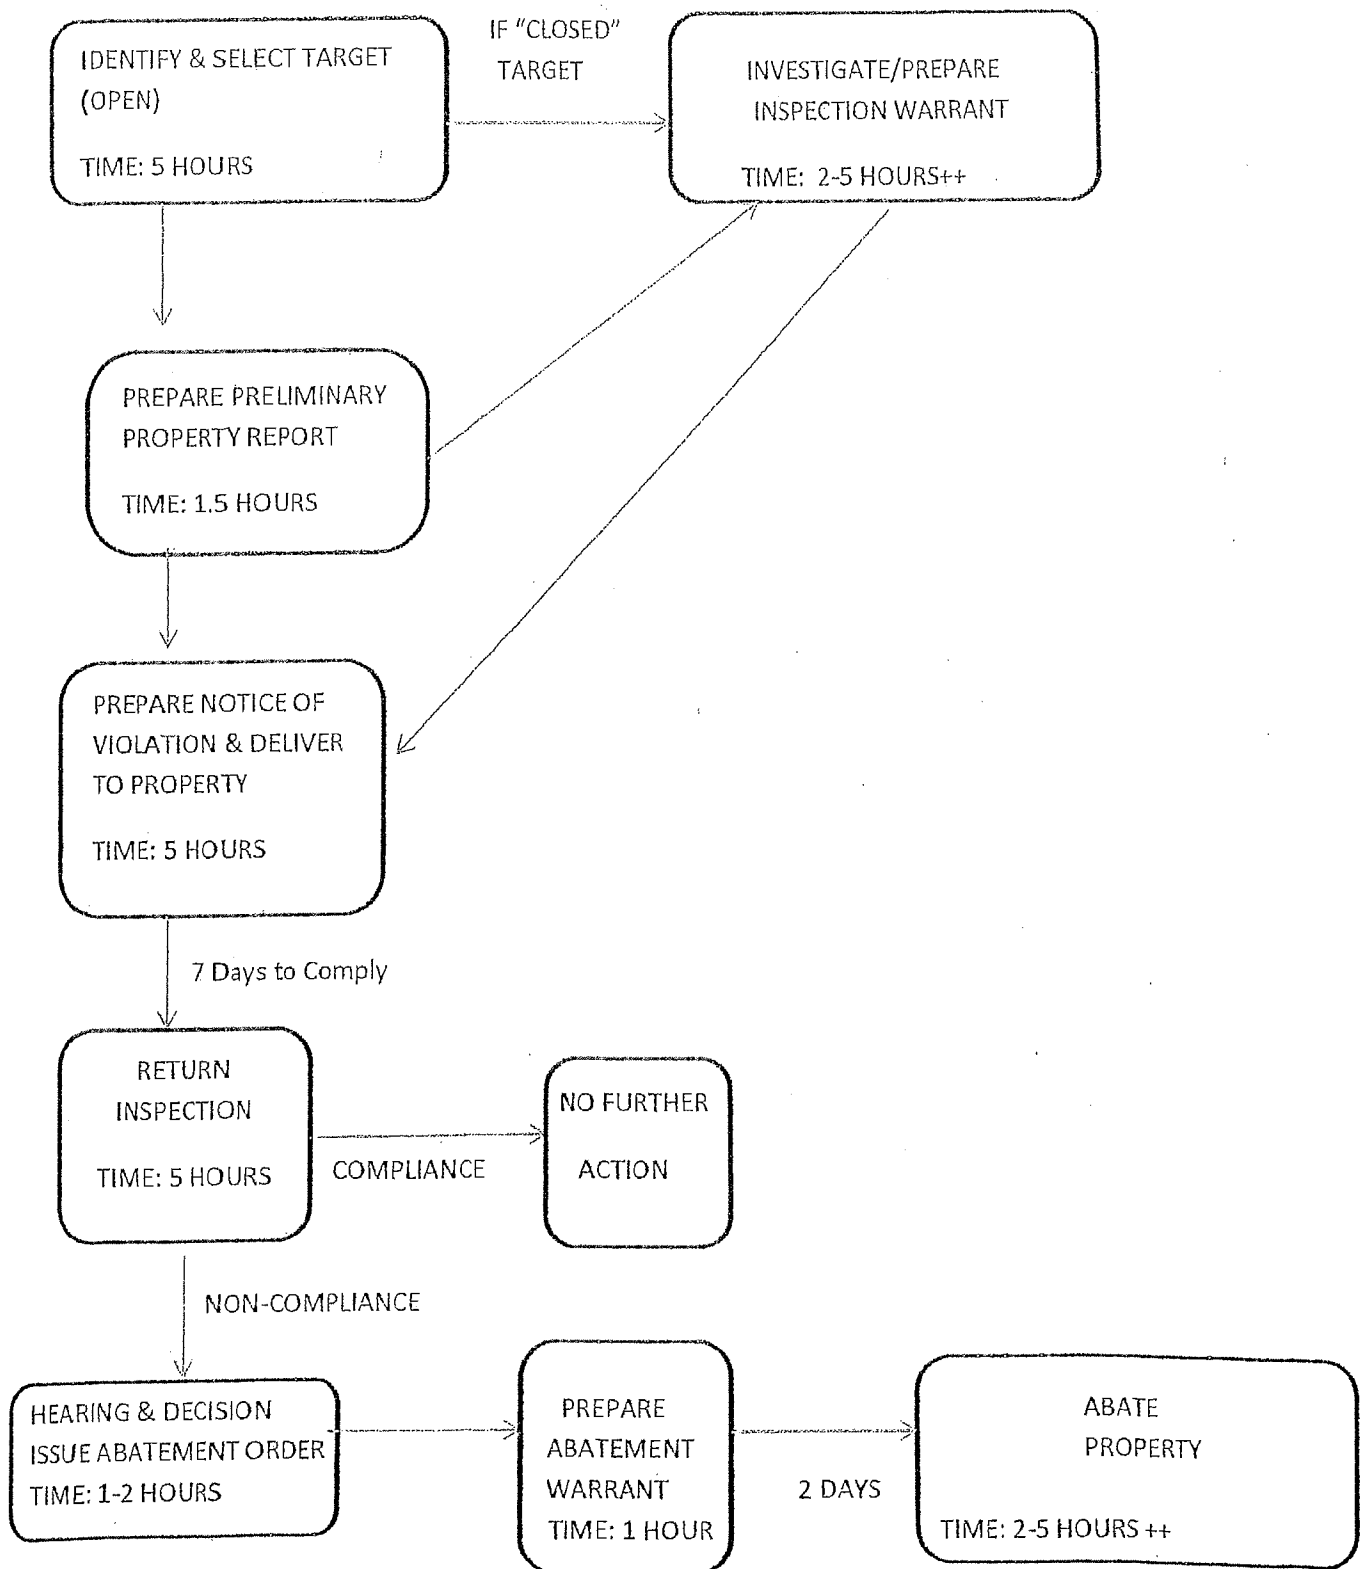 IDENTIFY & SELECT TARGET
(OPEN)
TIME: 5 HOURS
IF "CLOSED"
TARGET
INVESTIGATE/PREPARE
INSPECTION WARRANT
TIME: 2-5 HOURS++
PREPARE PRELIMINARY
PROPERTY REPORT
TIME: 1.5 HOURS
PREPARE NOTICE OF
VIOLATION & DELIVER
TO PROPERTY
TIME: 5 HOURS
7 Days to Comply
RETURN
INSPECTION
TIME: 5 HOURS
COMPLIANCE
NO FURTHER
ACTION
NON-COMPLIANCE
HEARING & DECISION
ISSUE ABATEMENT ORDER
TIME: 1-2 HOURS
PREPARE
ABATEMENT
WARRANT
TIME: 1 HOUR
2 DAYS
ABATE
PROPERTY
TIME: 2-5 HOURS ++